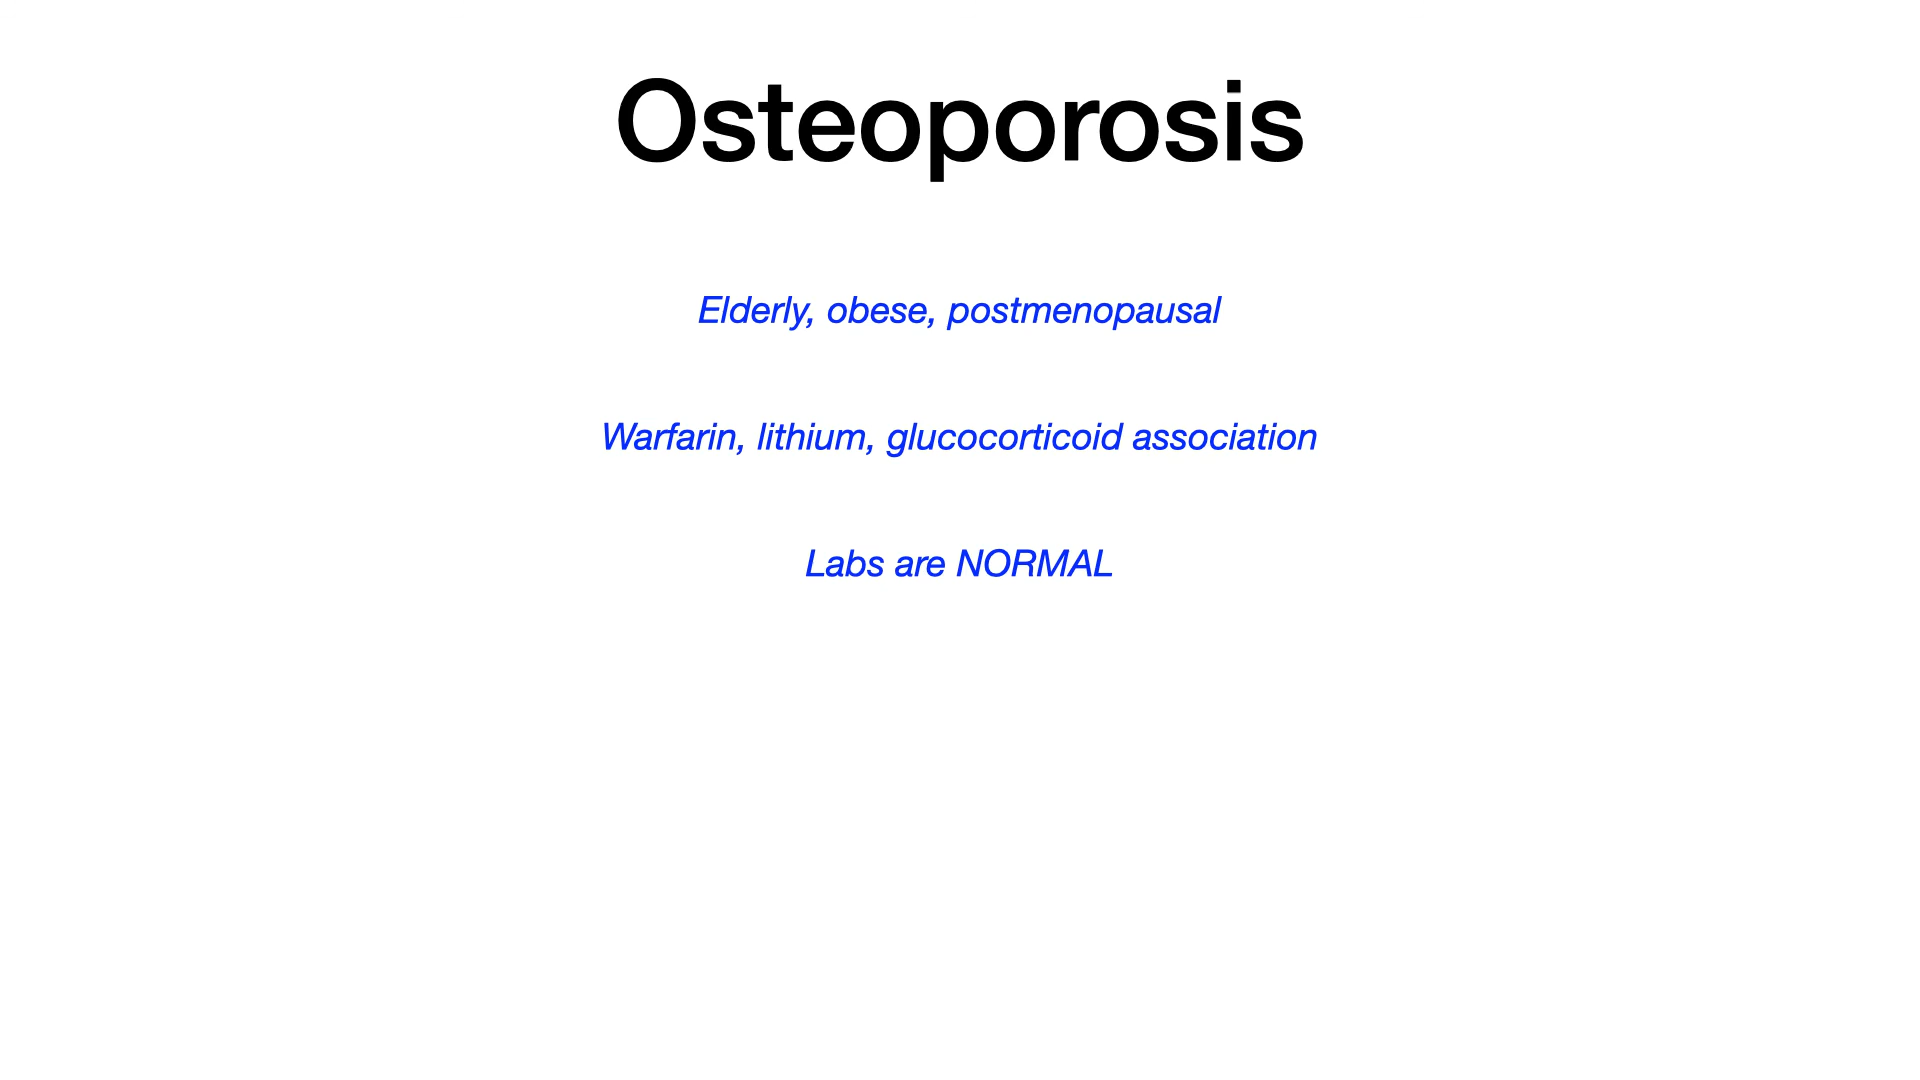 Osteoporosis
Elderly, obese, postmenopausal
Warfarin, lithium, glucocorticoid association
Labs are NORMAL